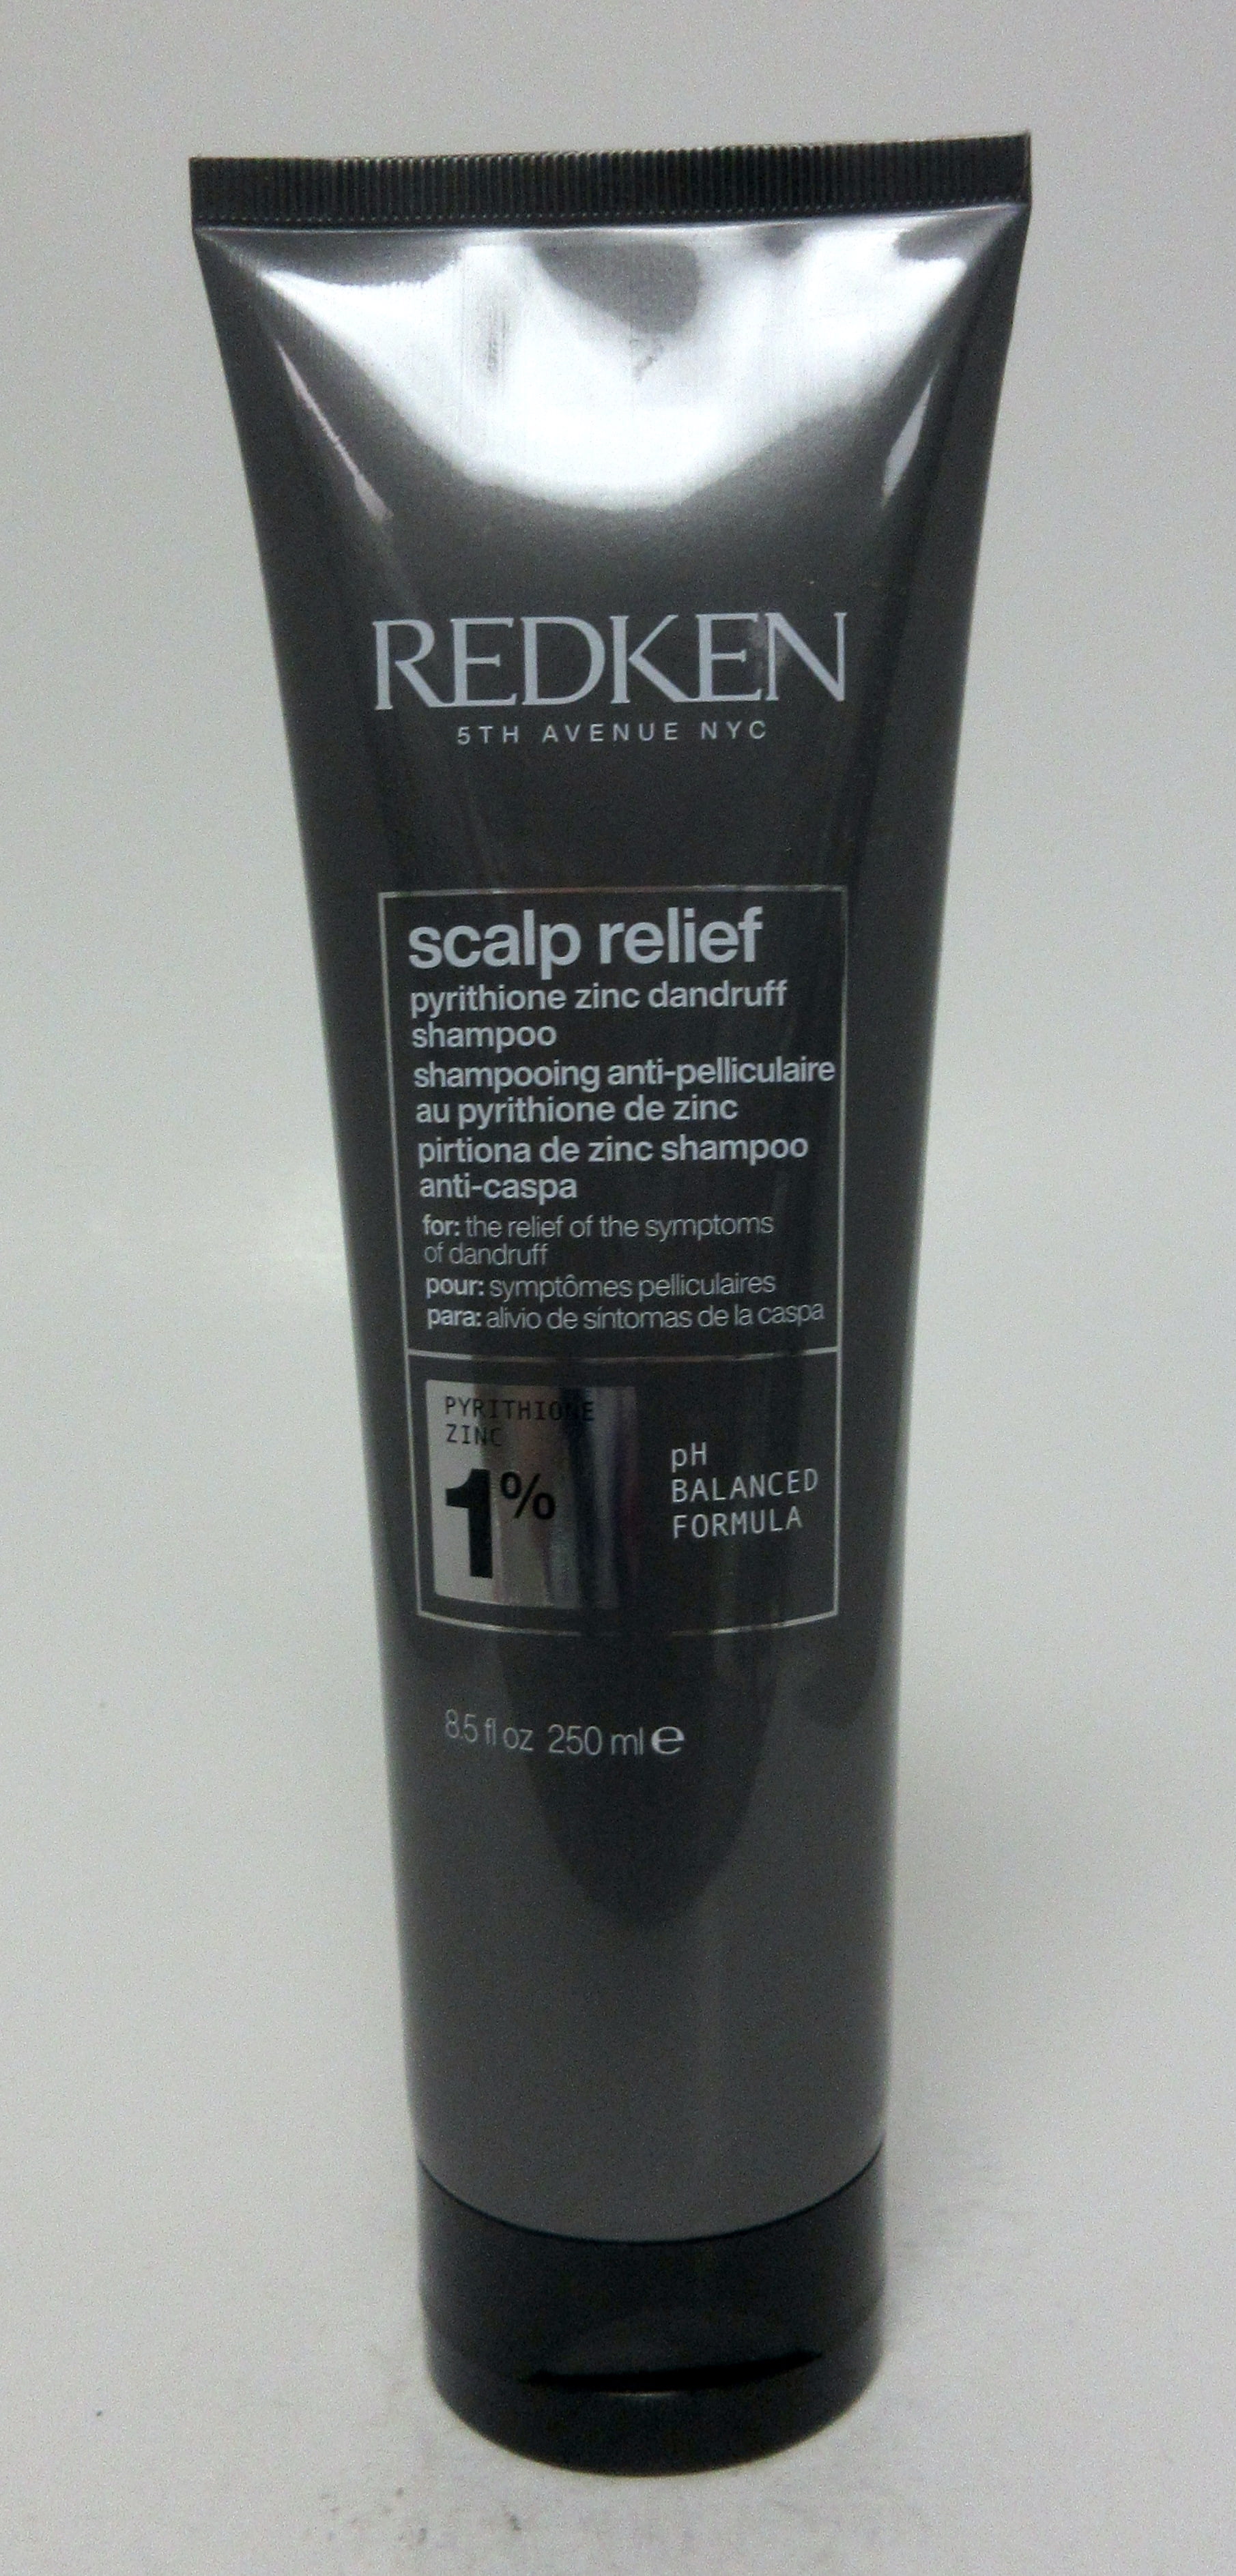 REDKEN
5TH AVENUE NYC
scalp relief
pyrithione zinc dandruff
shampoo
shampooing anti-pelliculaire
au pyrithione de zinc
pirtiona de zinc shampoo
anti-caspa
for: the relief of the symptoms
of dandruff
pour: symptômes pelliculaires
para: alivio de síntomas de la caspa
PYRITHIONE
ZINC
1%
pH
BALANCED
FORMULA
8.5 fl oz 250 ml e